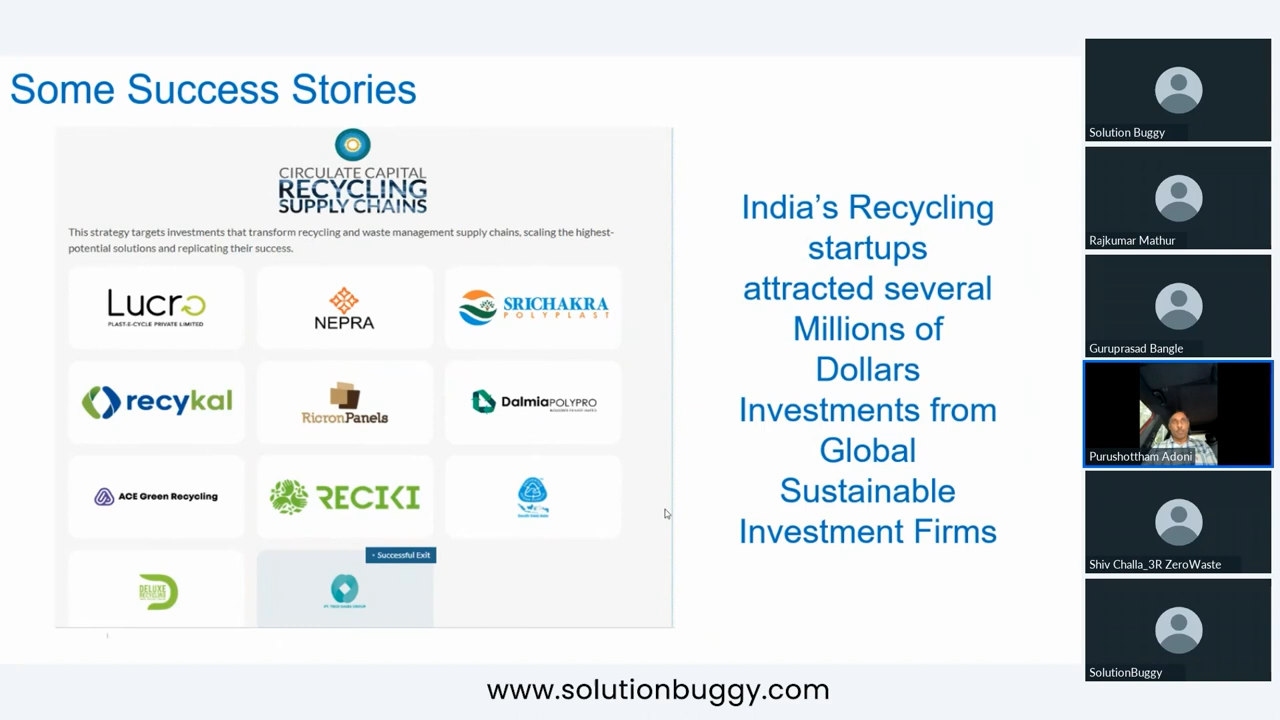 Some Success Stories
CIRCULATE CAPITAL
RECYCLING
SUPPLY CHAINS
This strategy targets investments that transform recycling and waste management supply chains, scaling the highest-
potential solutions and replicating their success.
Lucro
PLAST-E-CYCLE PRIVATE LIMITED
NEPRA
SRICHAKRA
POLYPLAST
recykal
RicronPanels
DalmiaPOLYPRO
ACE Green Recycling
RECIKI
Successful Exit
DELUXE
RECYCLING
India’s Recycling
startups
attracted several
Millions of
Dollars
Investments from
Global
Sustainable
Investment Firms
Solution Buggy
Rajkumar Mathur
Guruprasad Bangle
Purushottham Adoni
Shiv Challa_3R ZeroWaste
SolutionBuggy
www.solutionbuggy.com